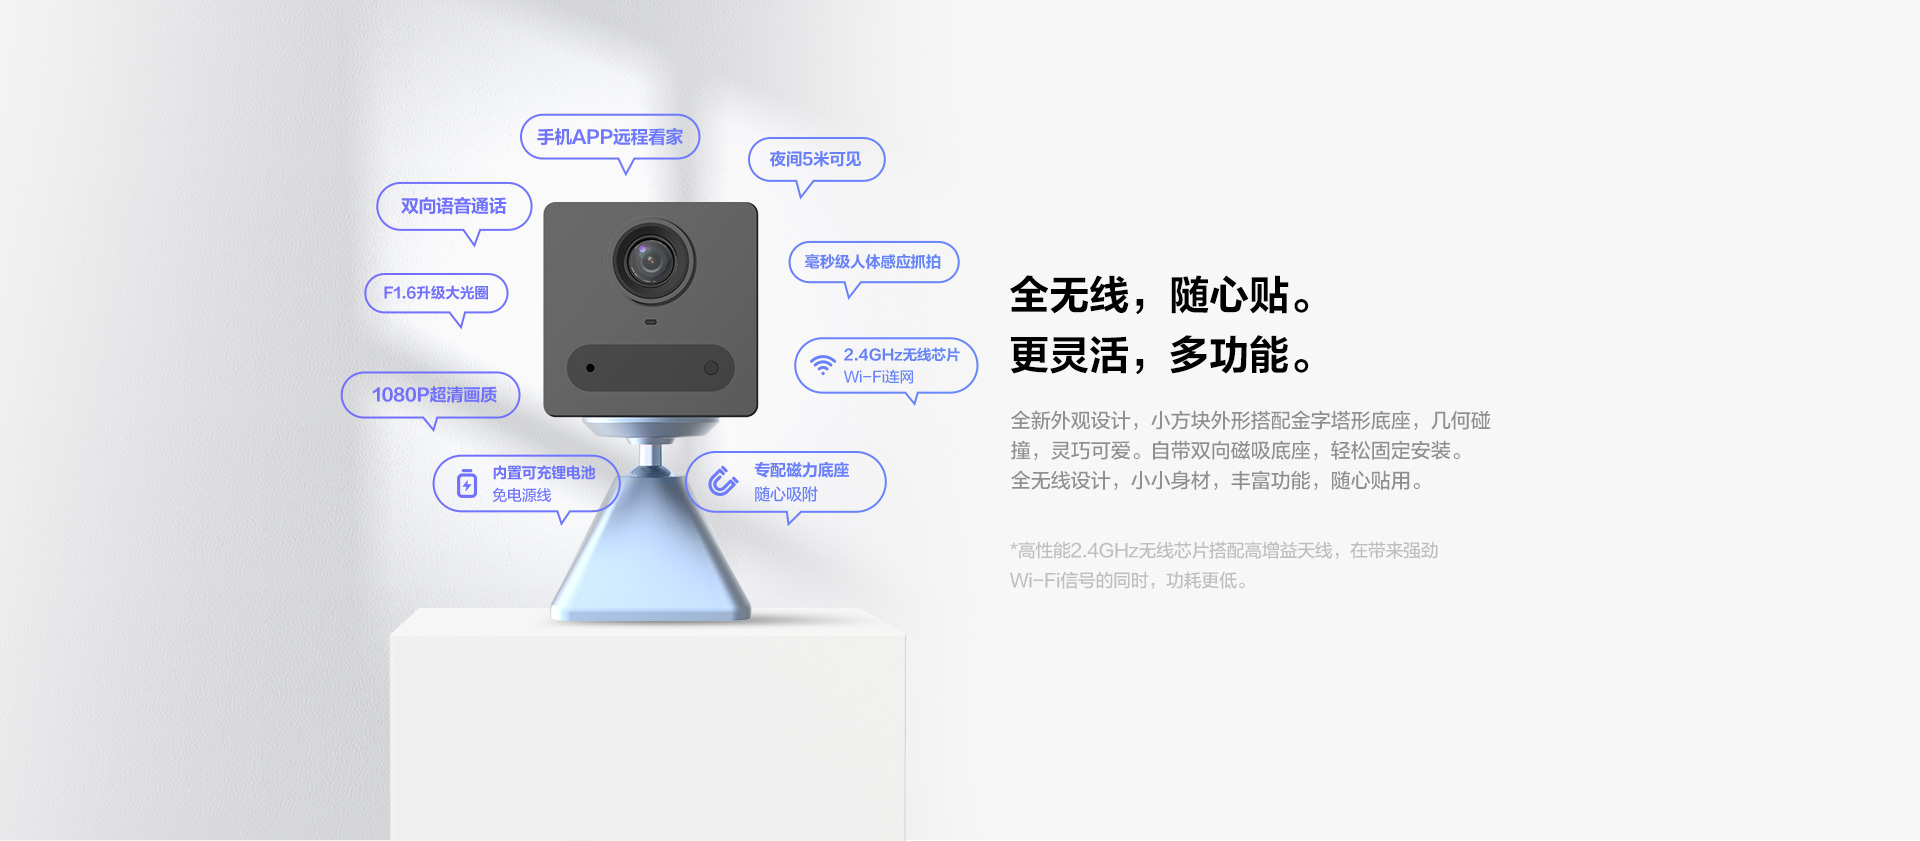 手机APP远程看家
夜间5米可见
双向语音通话
毫秒级人体感应抓拍
F1.6升级大光圈
2.4GHz无线芯片
Wi-Fi连网
1080P超清画质
内置可充锂电池
免电源线
专配磁力底座
随心吸附
全无线，随心贴。
更灵活，多功能。
全新外观设计，小方块外形搭配金字塔形底座，几何碰
撞，灵巧可爱。自带双向磁吸底座，轻松固定安装。
全无线设计，小小身材，丰富功能，随心贴用。
*高性能2.4GHz无线芯片搭配高增益天线，在带来强劲
Wi-Fi信号的同时，功耗更低。